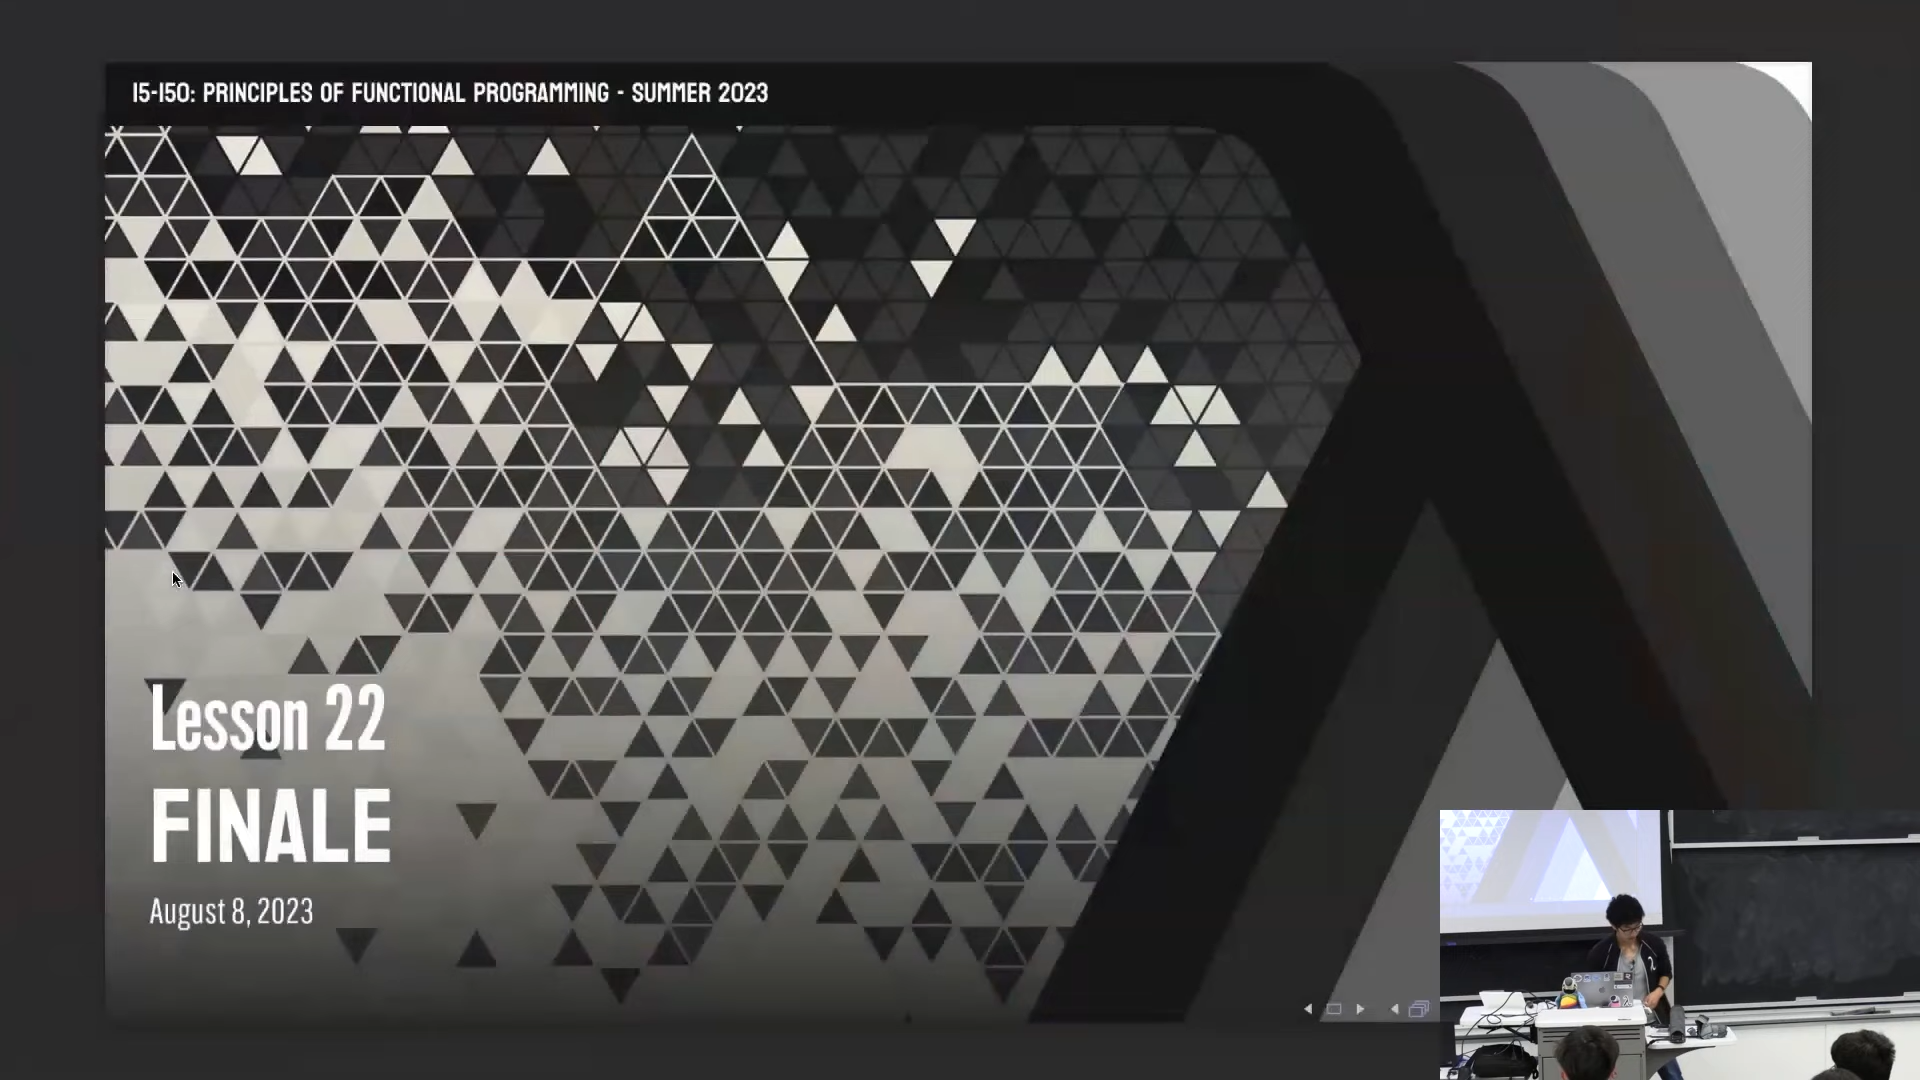 15-150: PRINCIPLES OF FUNCTIONAL PROGRAMMING - SUMMER 2023
Lesson 22
FINALE
August 8, 2023